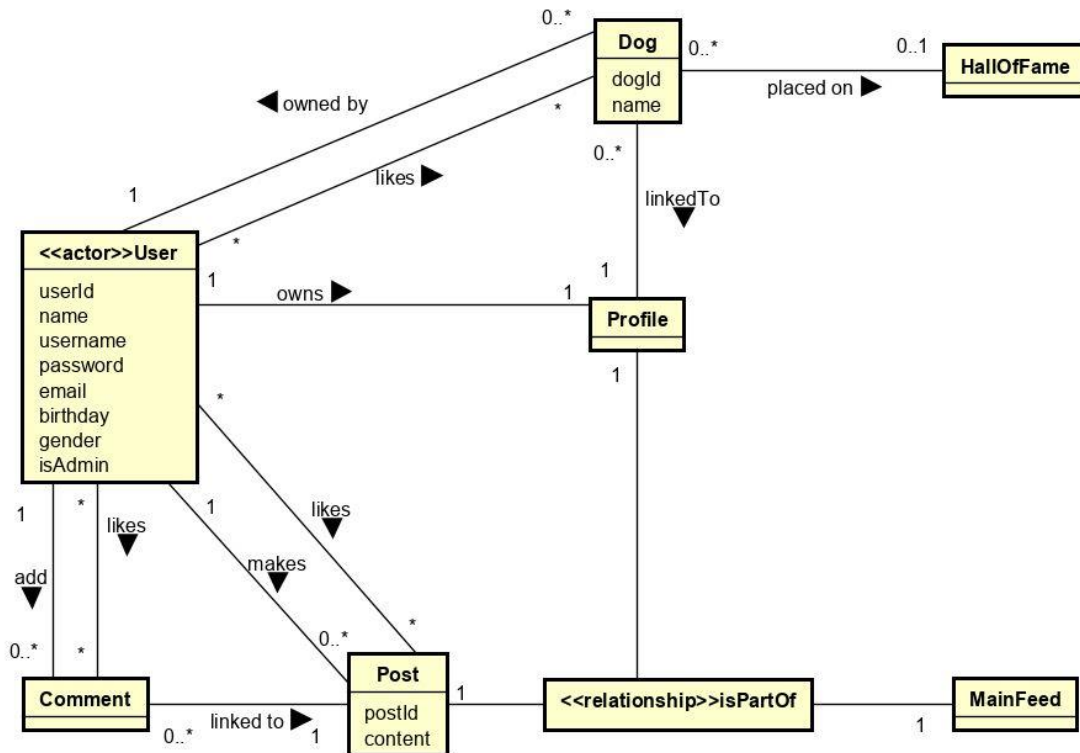 0..*
Dog
0..*
0..1
HallOfFame
dogId
name
placed on
owned by
*
likes
0..*
1
linkedTo
*
<<actor>>User
1
1
userId
name
username
password
email
birthday
gender
isAdmin
owns
1
Profile
1
*
1
*
1
likes
likes
makes
add
0..*
*
0..*
*
Comment
Post
postId
content
linked to
0..*
1
1
<<relationship>>isPartOf
1
MainFeed